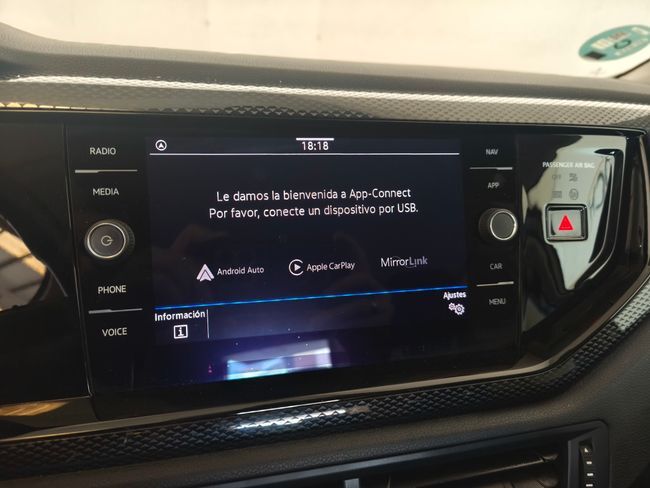 18:18
RADIO
MEDIA
PHONE
VOICE
Le damos la bienvenida a App-Connect
Por favor, conecte un dispositivo por USB.
Android Auto
Apple CarPlay
MirrorLink
Información
i
Ajustes
NAV
APP
CAR
MENU
PASSENGER AIR BAG
OFF